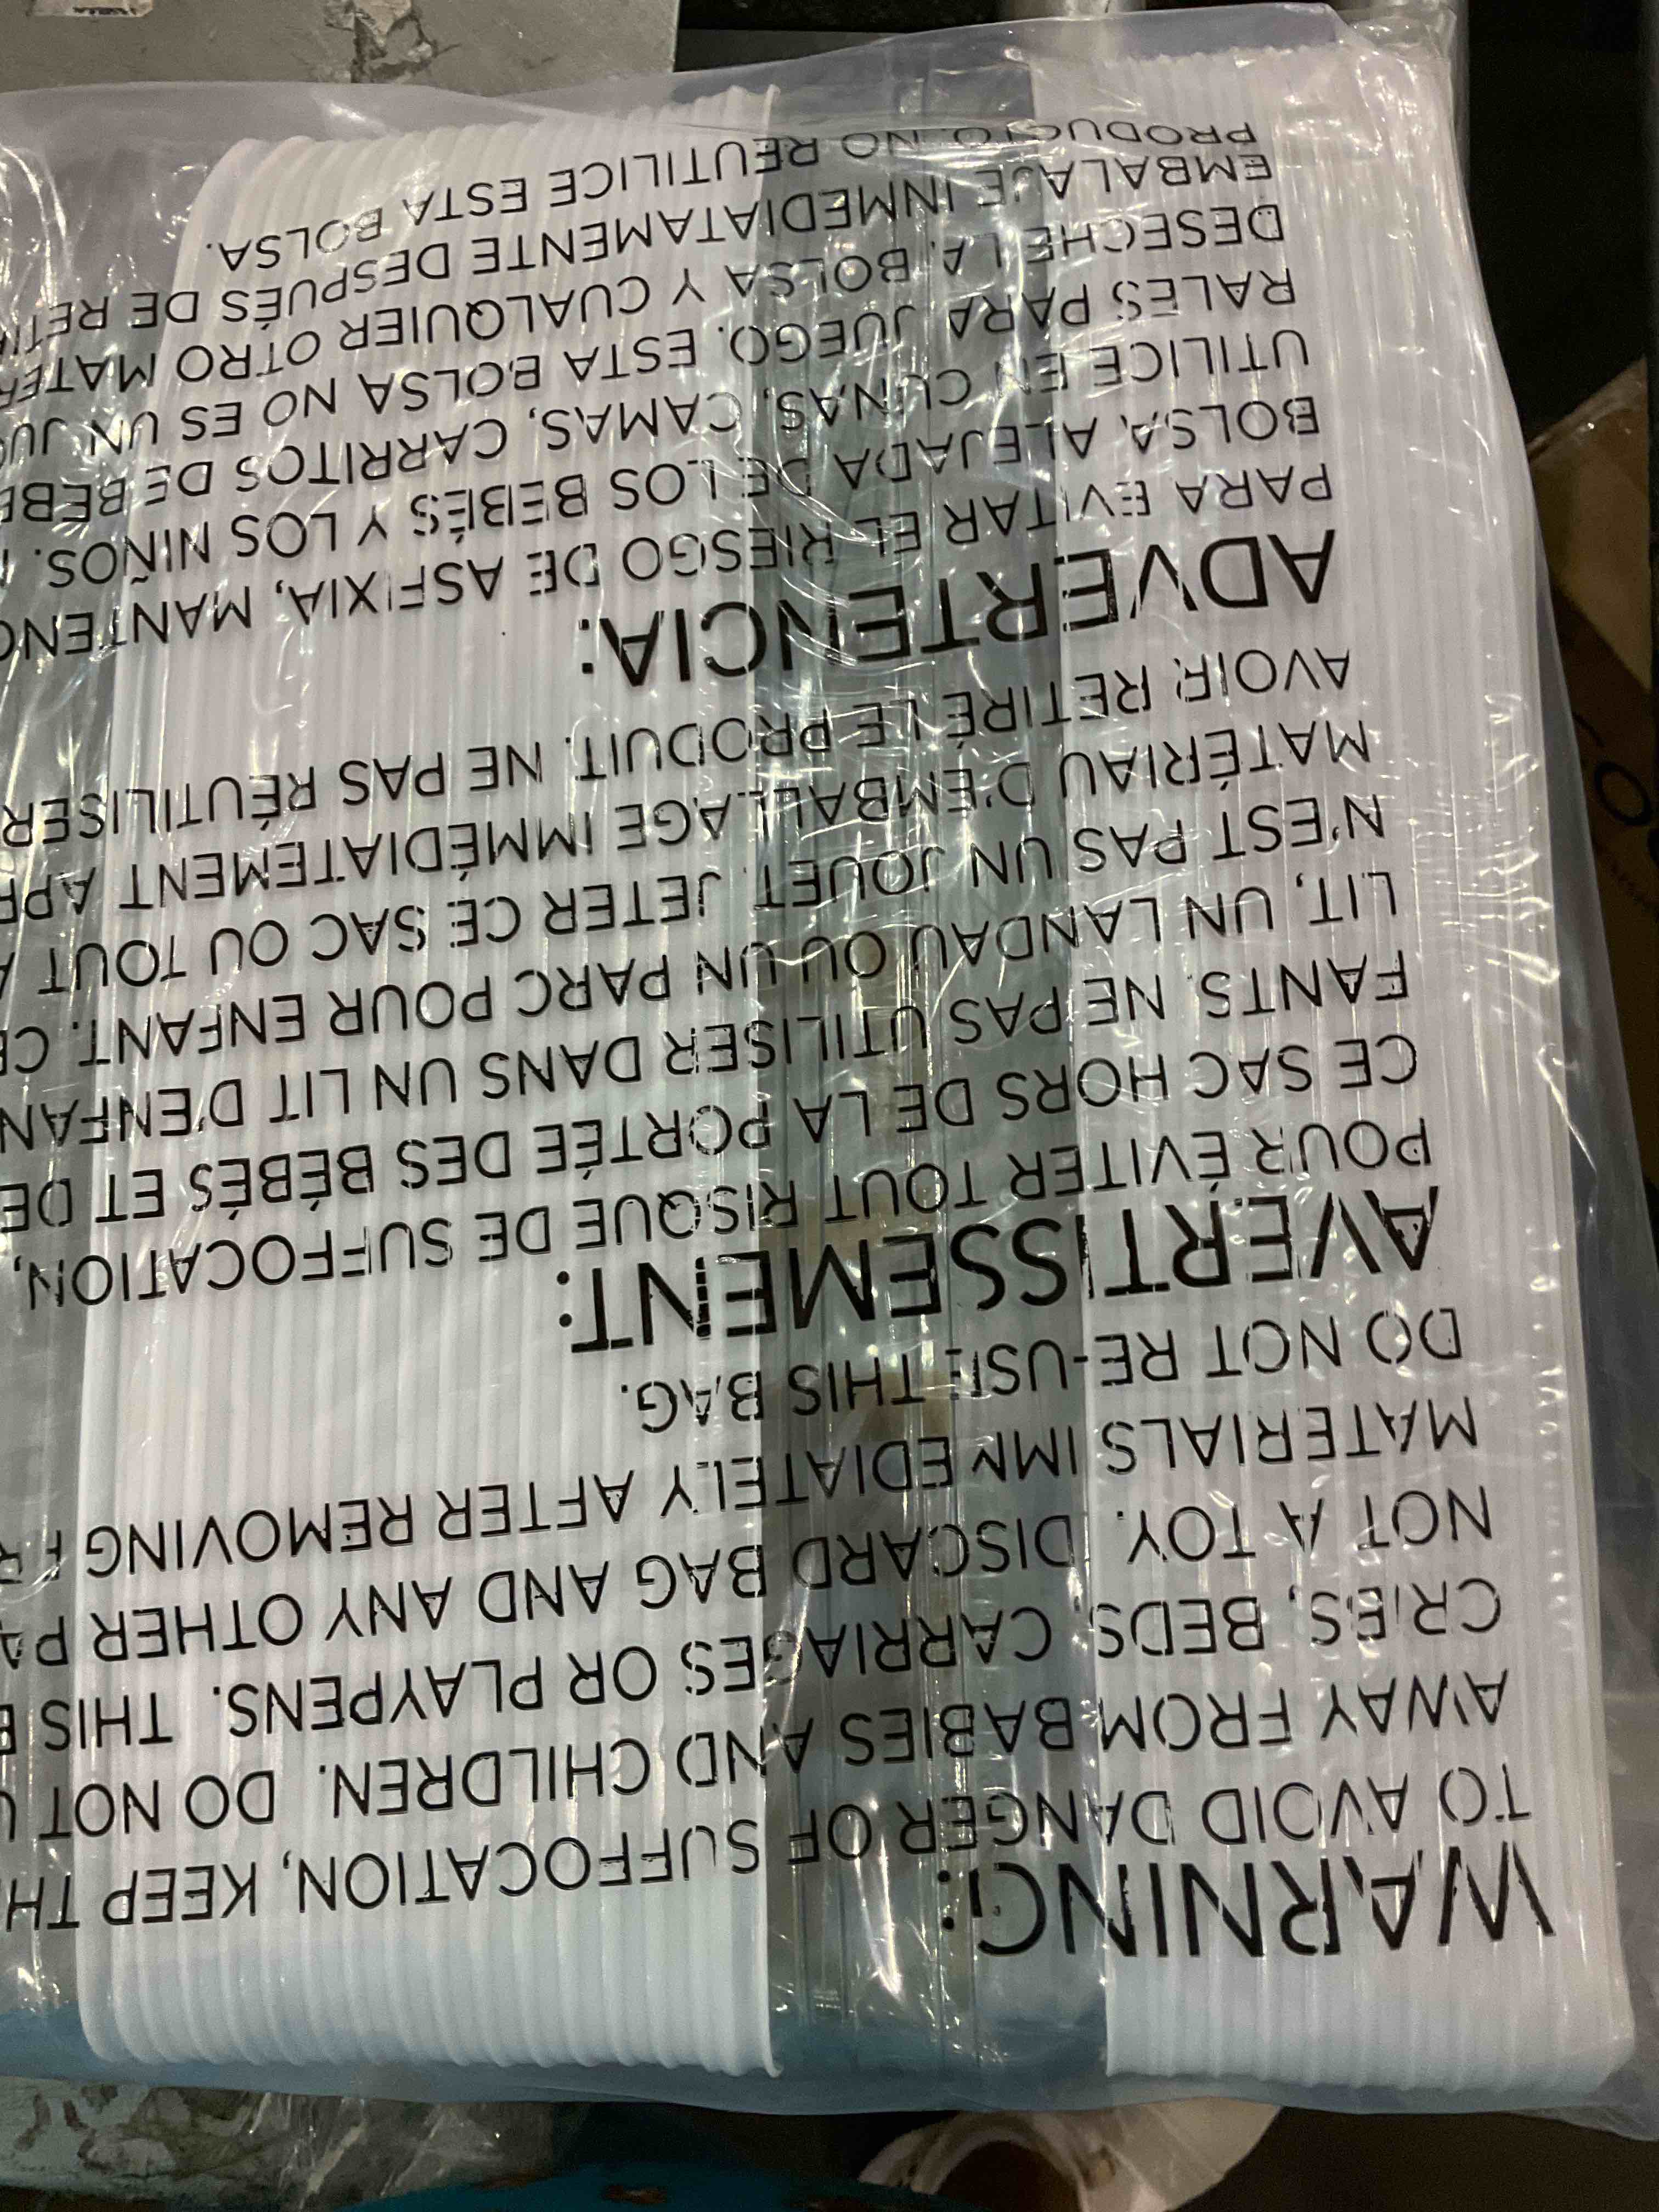 WARNING:
TO AVOID DANGER OF SUFFOCATION, KEEP TH
AWAY FROM BABIES AND CHILDREN. DO NOT U
CRIBS, BEDS, CARRIAGES OR PLAYPENS. THIS B
NOT A TOY. DISCARD BAG AND ANY OTHER PA
MATERIALS IMMEDIATELY AFTER REMOVING FR
DO NOT RE-USE THIS BAG.
AVERTISSEMENT:
POUR ÉVITER TOUT RISQUE DE SUFFOCATION,
CE SAC HORS DE LA PORTÉE DES BÉBÉS ET DE
FANTS. NE PAS UTILISER DANS UN LIT D'ENFAN
LIT, UN LANDAU OU UN PARC POUR ENFANT. CE
N'EST PAS UN JOUET. JETER CE SAC OU TOUT A
MATÉRIAU D'EMBALLAGE IMMÉDIATEMENT APR
AVOIR RETIRÉ LE PRODUIT. NE PAS RÉUTILISER
ADVERTENCIA:
PARA EVITAR EL RIESGO DE ASFIXIA, MANTENG
BOLSA ALEJADA DE LOS BEBÉS Y LOS NIÑOS.
UTILICE EN CUNAS, CAMAS, CARRITOS DE BEBÉ
RALES PARA JUEGO. ESTA BOLSA NO ES UN JU
DESECHE LA BOLSA Y CUALQUIER OTRO MATER
EMBALAJE INMEDIATAMENTE DESPUÉS DE RETI
PRODUCTO. NO REUTILICE ESTA BOLSA.